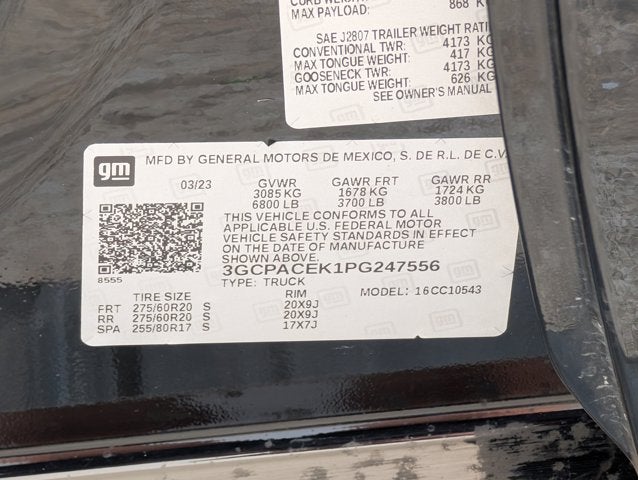 MAX PAYLOAD: 868 KG
SAE J2807 TRAILER WEIGHT RATI
CONVENTIONAL TWR: 4173 KG
MAX TONGUE WEIGHT: 417 KG
GOOSENECK TWR: 4173 KG
MAX TONGUE WEIGHT: 626 KG
SEE OWNER'S MANUAL
gm MFD BY GENERAL MOTORS DE MEXICO, S. DE R.L. DE C.V
03/23 GVWR GAWR FRT GAWR RR
3085 KG 1678 KG 1724 KG
6800 LB 3700 LB 3800 LB
THIS VEHICLE CONFORMS TO ALL
APPLICABLE U.S. FEDERAL MOTOR
VEHICLE SAFETY STANDARDS IN EFFECT
ON THE DATE OF MANUFACTURE
SHOWN ABOVE.
8555
3GCPACEK1PG247556
TYPE: TRUCK MODEL: 16CC10543
TIRE SIZE RIM
FRT 275/60R20 S 20X9J
RR 275/60R20 S 20X9J
SPA 255/80R17 S 17X7J